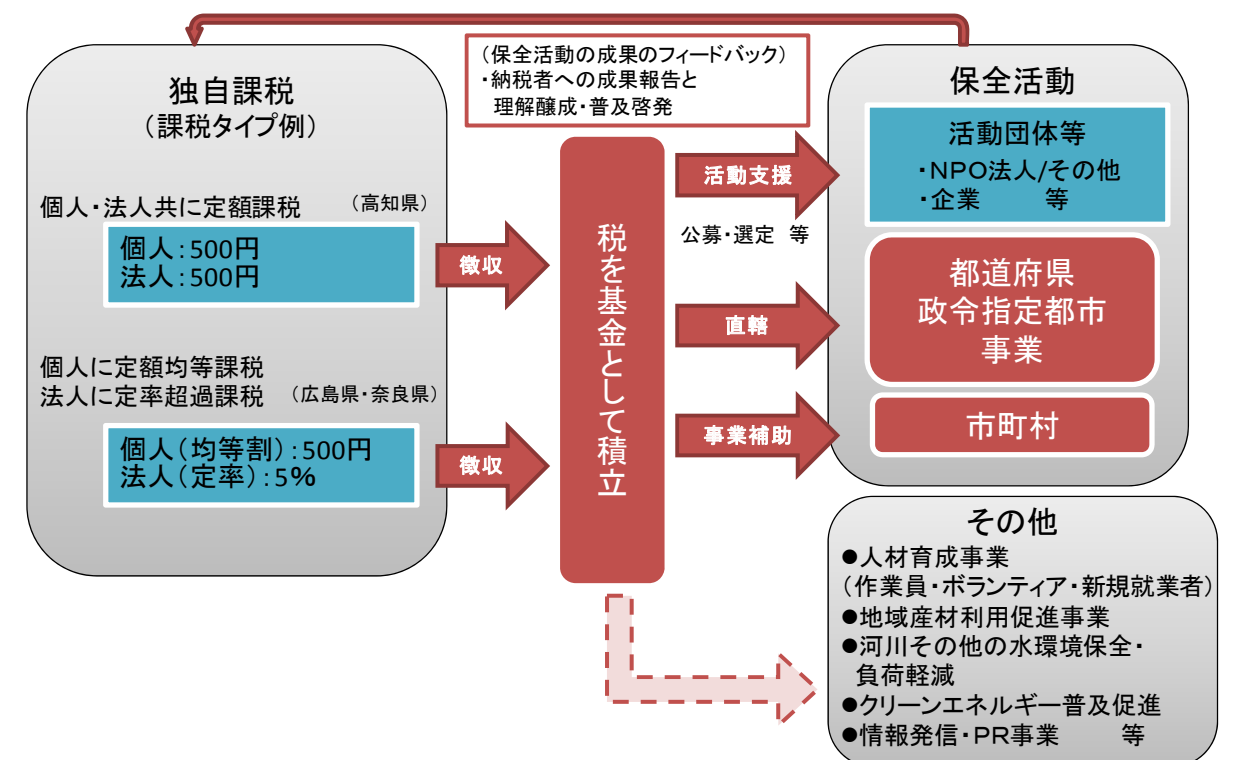 独自課税
（課税タイプ例）
個人・法人共に定額課税　（高知県）
個人：500円
法人：500円
個人に定額均等課税
法人に定率超過課税　（広島県・奈良県）
個人（均等割）：500円
法人（定率）：5%
徴収
徴収
（保全活動の成果のフィードバック）
・納税者への成果報告と
理解醸成・普及啓発
税を基金として積立
活動支援
公募・選定　等
直轄
事業補助
保全活動
活動団体等
・NPO法人/その他
・企業　　等
都道府県
政令指定都市
事業
市町村
その他
●人材育成事業
（作業員・ボランティア・新規就業者）
●地域産材利用促進事業
●河川その他の水環境保全・
負荷軽減
●クリーンエネルギー普及促進
●情報発信・PR事業　　等